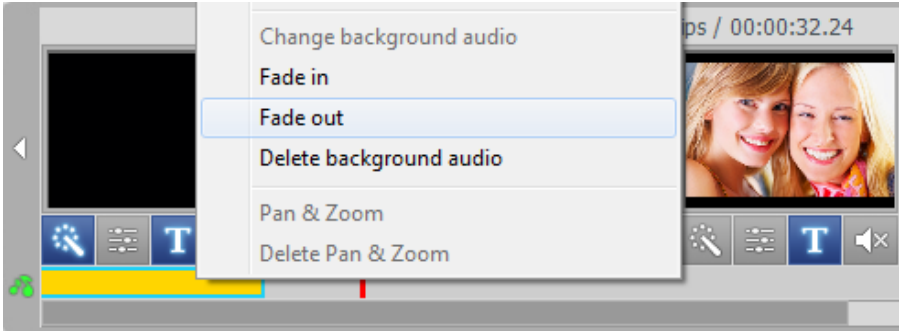 ps / 00:00:32.24
Change background audio
Fade in
Fade out
Delete background audio
Pan & Zoom
Delete Pan & Zoom
T
T